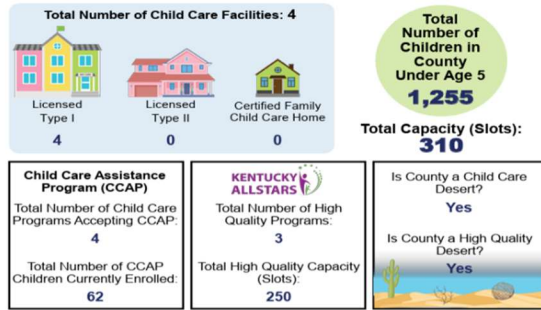 Total Number of Child Care Facilities: 4
Licensed
Type I
4
Licensed
Type II
0
Certified Family
Child Care Home
0
Total
Number of
Children in
County
Under Age 5
1,255
Total Capacity (Slots):
310
Child Care Assistance
Program (CCAP)
Total Number of Child Care
Programs Accepting CCAP:
4
Total Number of CCAP
Children Currently Enrolled:
62
KENTUCKY
ALLSTARS
Total Number of High
Quality Programs:
3
Total High Quality Capacity
(Slots):
250
Is County a Child Care
Desert?
Yes
Is County a High Quality
Desert?
Yes